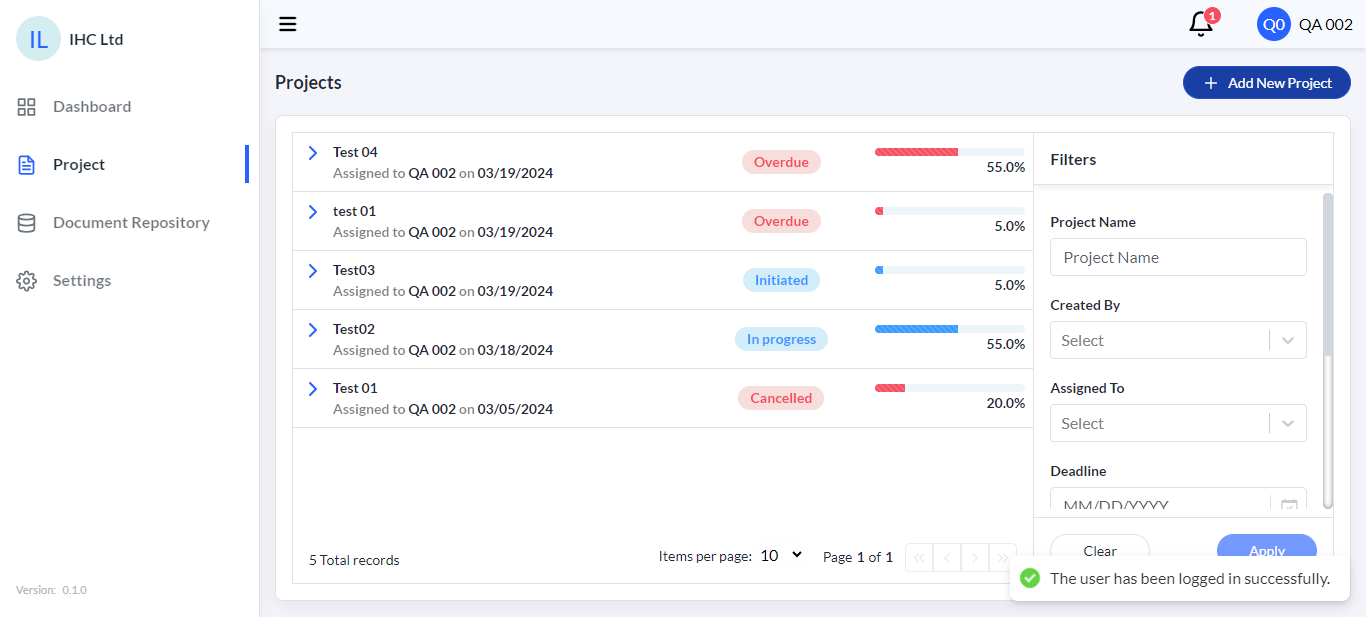 IL IHC Ltd
1
Q0 QA 002
Dashboard
Project
Document Repository
Settings
Version: 0.1.0
Projects
+ Add New Project
Test 04
Assigned to QA 002 on 03/19/2024
Overdue
55.0%
test 01
Assigned to QA 002 on 03/19/2024
Overdue
5.0%
Test03
Assigned to QA 002 on 03/19/2024
Initiated
5.0%
Test02
Assigned to QA 002 on 03/18/2024
In progress
55.0%
Test 01
Assigned to QA 002 on 03/05/2024
Cancelled
20.0%
5 Total records
Items per page: 10
Page 1 of 1
Filters
Project Name
Project Name
Created By
Select
Assigned To
Select
Deadline
MM/DD/YYYY
Clear
Apply
The user has been logged in successfully.